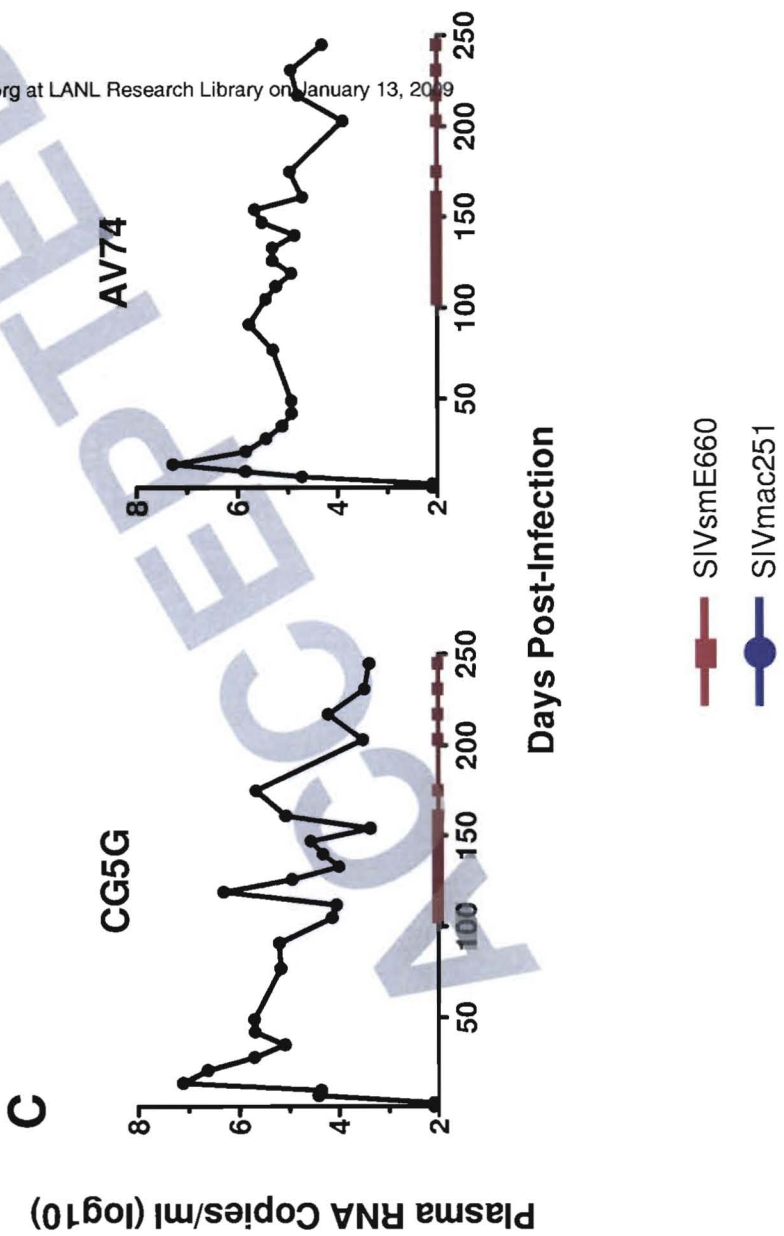 rg at LANL Research Library on January 13, 2009
ACCEPTED
C
CG5G
AV74
Plasma RNA Copies/ml (log10)
8
6
4
2
50
100
150
200
250
8
6
4
2
50
100
150
200
250
Days Post-Infection
SIVsmE660
SIVmac251